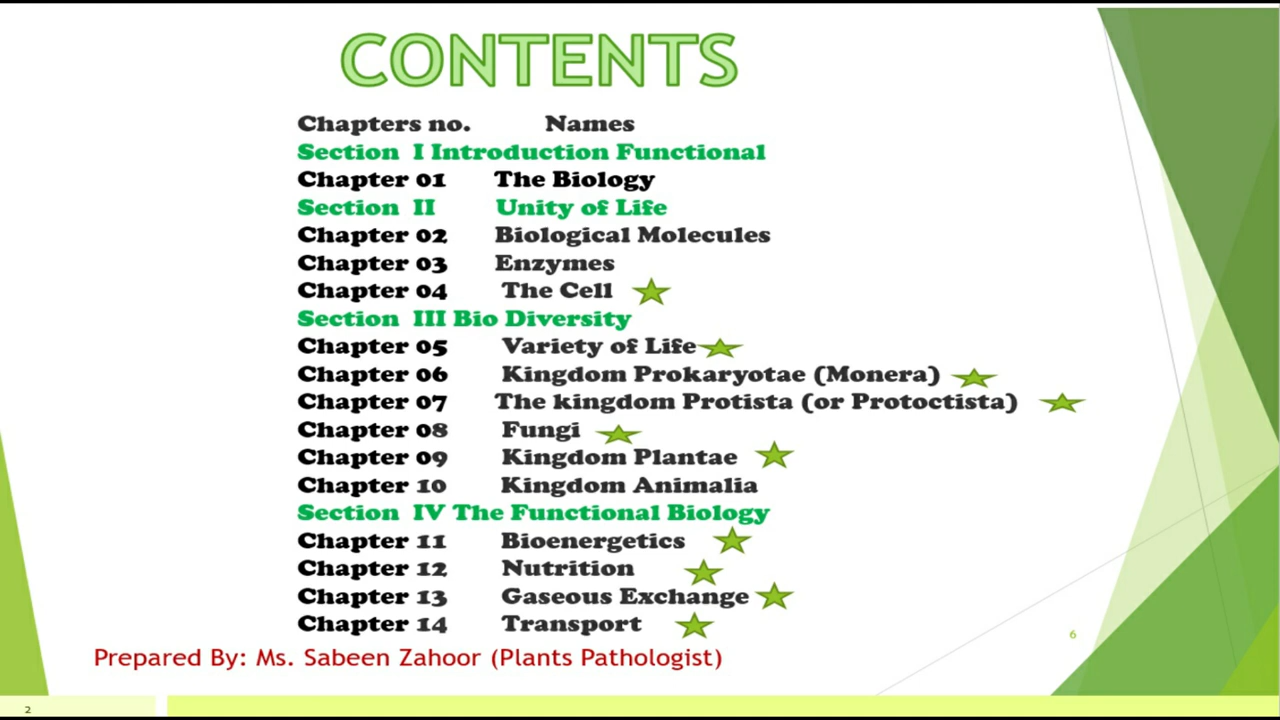 CONTENTS
Chapters no. Names
Section I Introduction Functional
Chapter 01 The Biology
Section II Unity of Life
Chapter 02 Biological Molecules
Chapter 03 Enzymes
Chapter 04 The Cell
Section III Bio Diversity
Chapter 05 Variety of Life
Chapter 06 Kingdom Prokaryotae (Monera)
Chapter 07 The kingdom Protista (or Protoctista)
Chapter 08 Fungi
Chapter 09 Kingdom Plantae
Chapter 10 Kingdom Animalia
Section IV The Functional Biology
Chapter 11 Bioenergetics
Chapter 12 Nutrition
Chapter 13 Gaseous Exchange
Chapter 14 Transport
6
Prepared By: Ms. Sabeen Zahoor (Plants Pathologist)
2